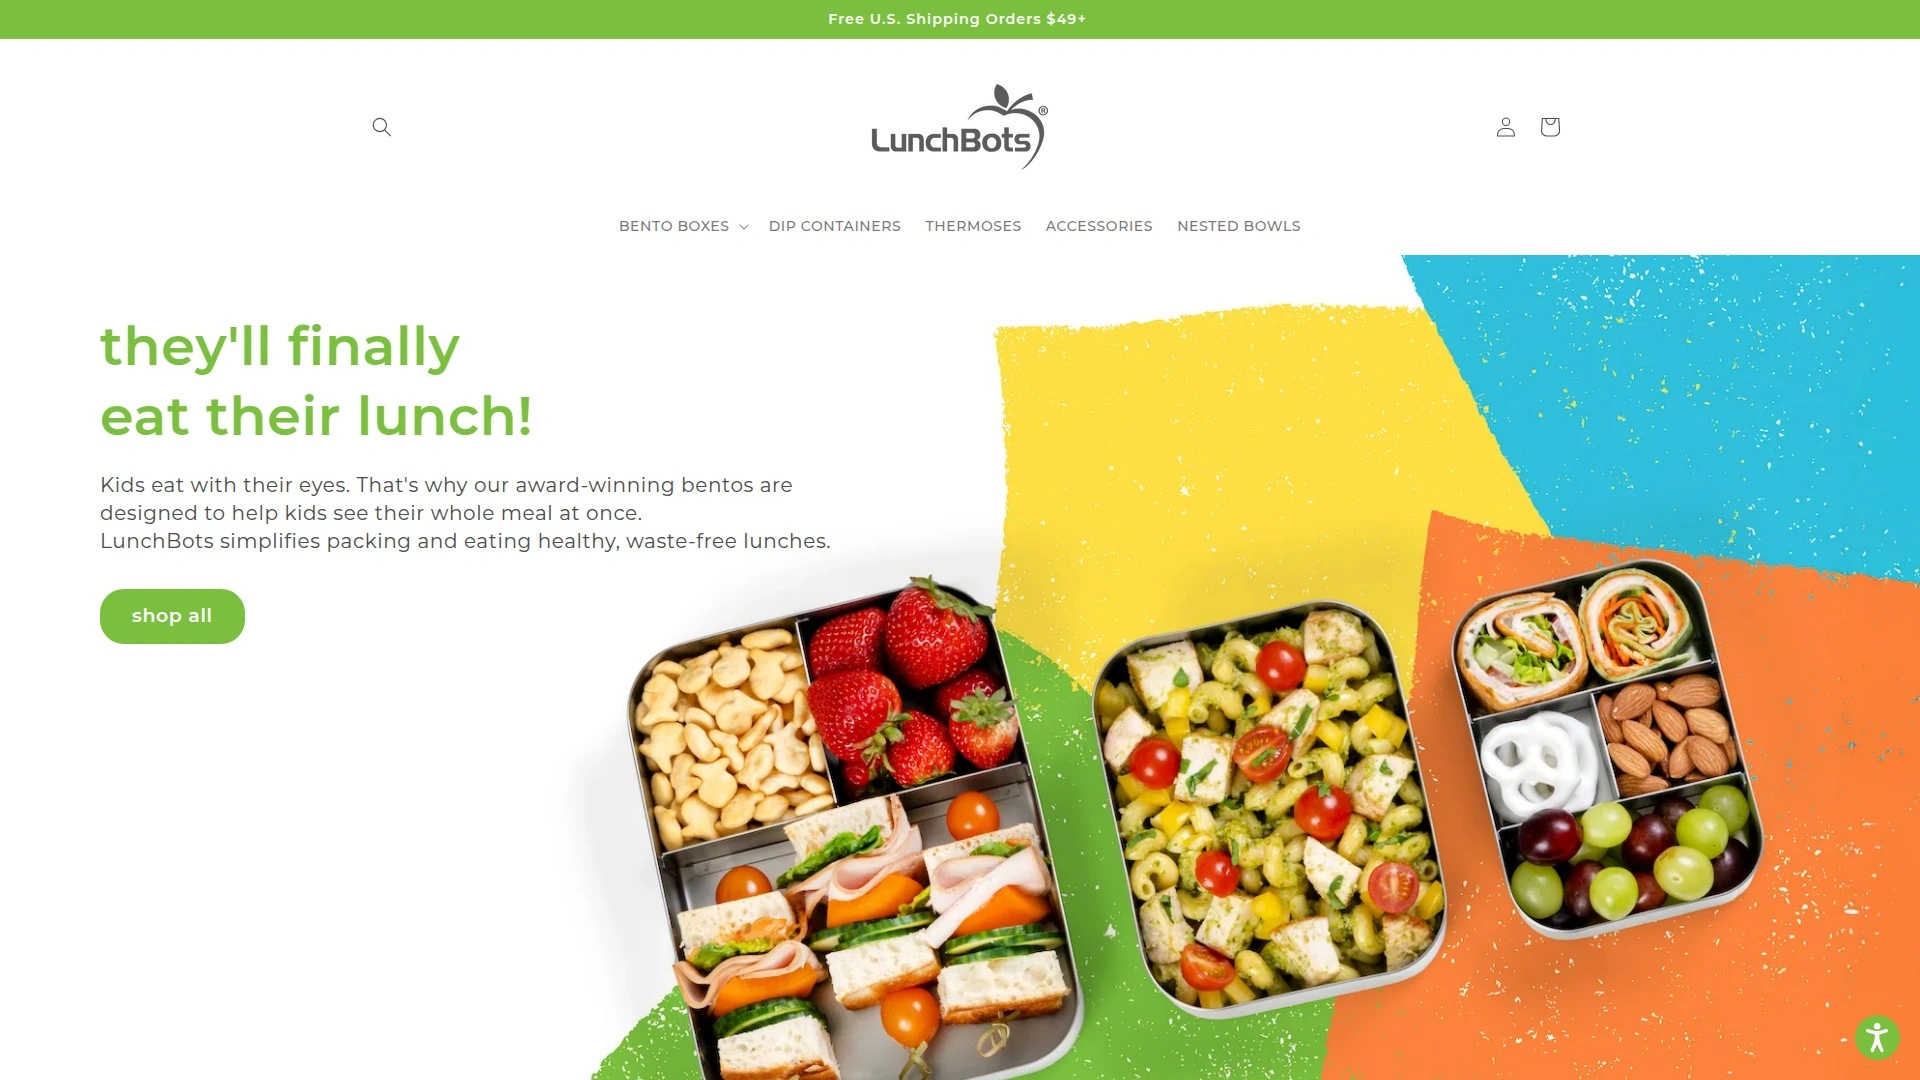 Free U.S. Shipping Orders $49+
LunchBots®
BENTO BOXES
DIP CONTAINERS
THERMOSES
ACCESSORIES
NESTED BOWLS
they'll finally
eat their lunch!
Kids eat with their eyes. That's why our award-winning bentos are
designed to help kids see their whole meal at once.
LunchBots simplifies packing and eating healthy, waste-free lunches.
shop all